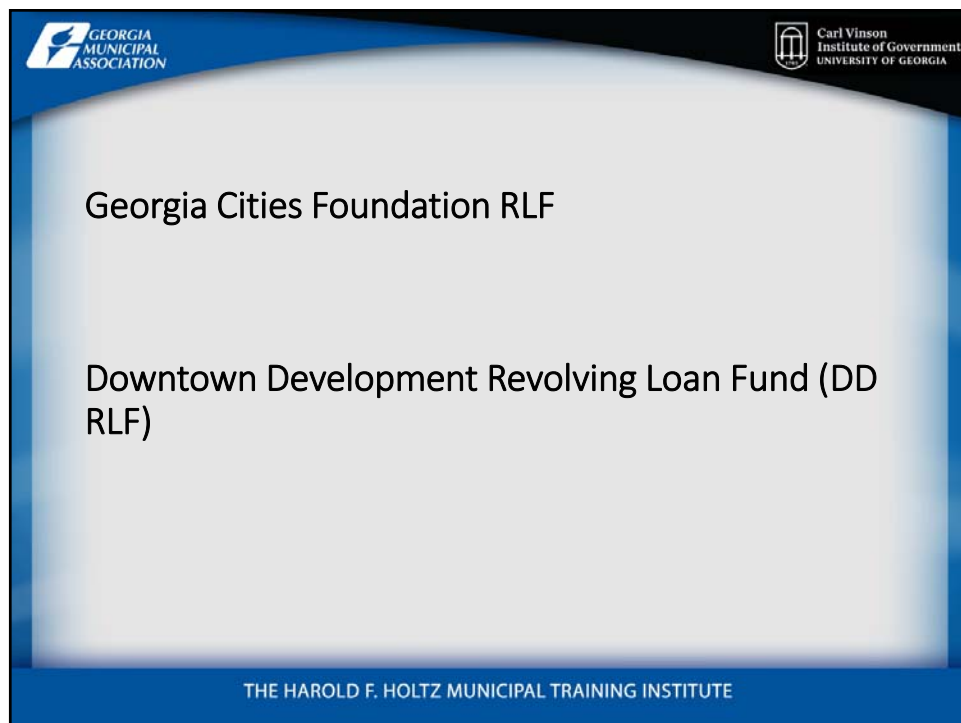 GEORGIA
MUNICIPAL
ASSOCIATION
Carl Vinson
Institute of Government
UNIVERSITY OF GEORGIA
1785
Georgia Cities Foundation RLF
Downtown Development Revolving Loan Fund (DD
RLF)
THE HAROLD F. HOLTZ MUNICIPAL TRAINING INSTITUTE